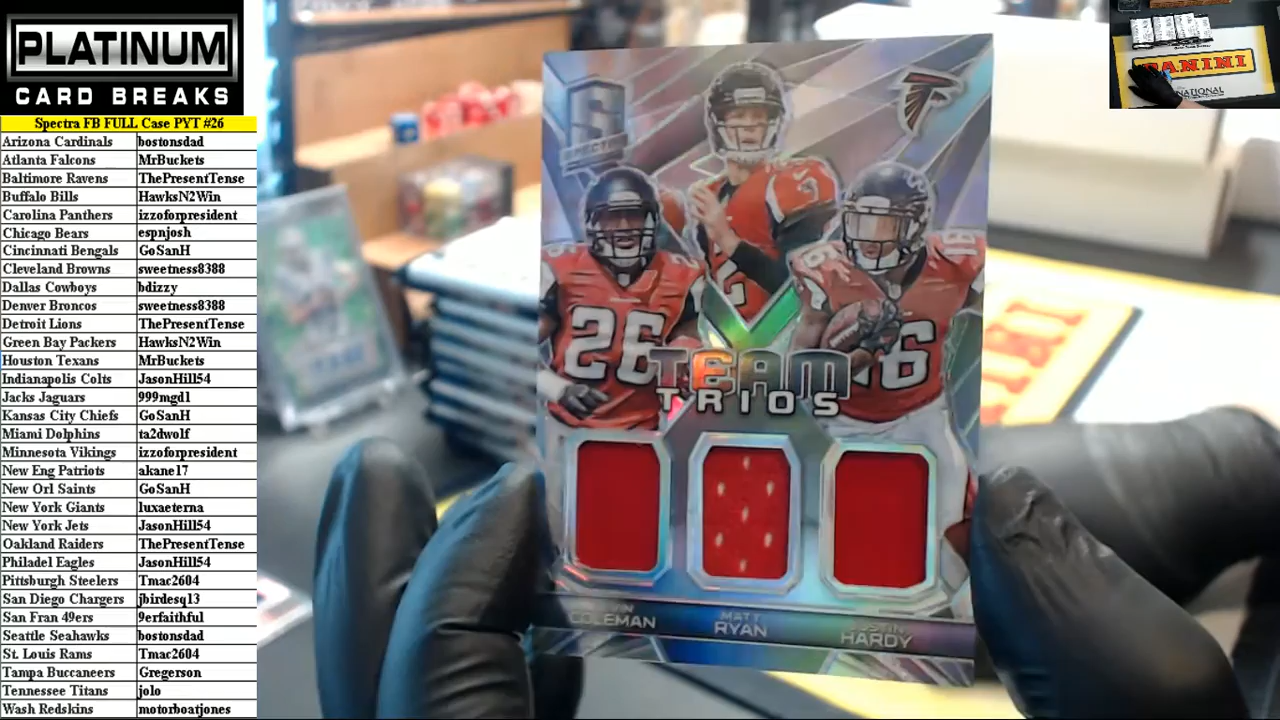 PLATINUM
CARD BREAKS
Spectra FB FULL Case PYT #26
Arizona Cardinals bostonsdad
Atlanta Falcons MrBuckets
Baltimore Ravens ThePresentTense
Buffalo Bills HawksN2Win
Carolina Panthers izzoforpresident
Chicago Bears espnjosh
Cincinnati Bengals GoSanH
Cleveland Browns sweetness8388
Dallas Cowboys bdizzy
Denver Broncos sweetness8388
Detroit Lions ThePresentTense
Green Bay Packers HawksN2Win
Houston Texans MrBuckets
Indianapolis Colts JasonHill54
Jacks Jaguars 999mgd1
Kansas City Chiefs GoSanH
Miami Dolphins ta2dwolf
Minnesota Vikings izzoforpresident
New Eng Patriots akane17
New Orl Saints GoSanH
New York Giants luxaeterna
New York Jets JasonHill54
Oakland Raiders ThePresentTense
Philadel Eagles JasonHill54
Pittsburgh Steelers Tmac2604
San Diego Chargers jbirdesq13
San Fran 49ers 9erfaithful
Seattle Seahawks bostonsdad
St. Louis Rams Tmac2604
Tampa Buccaneers Gregerson
Tennessee Titans jolo
Wash Redskins motorboatjones
SPECTRA
26
16
TEAM
TRIOS
COLEMAN
MATT
RYAN
JUSTIN
HARDY
PANINI
NATIONAL